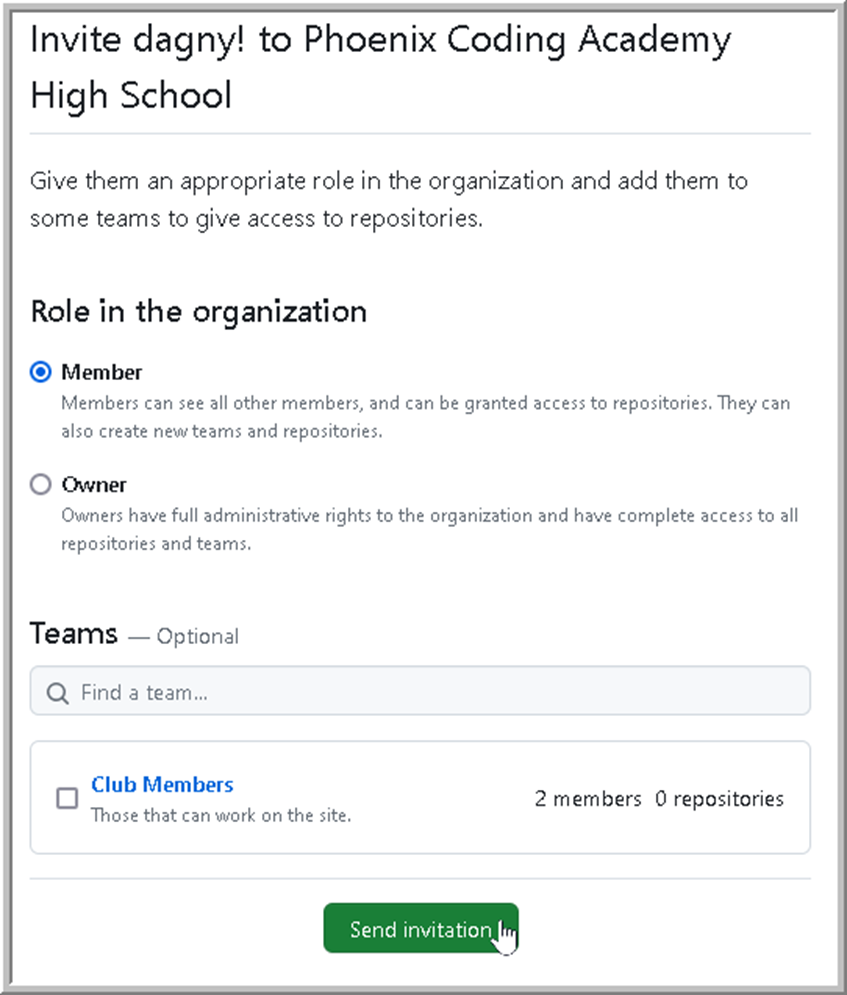 Invite dagny! to Phoenix Coding Academy
High School
Give them an appropriate role in the organization and add them to
some teams to give access to repositories.
Role in the organization
Member
Members can see all other members, and can be granted access to repositories. They can
also create new teams and repositories.
Owner
Owners have full administrative rights to the organization and have complete access to all
repositories and teams.
Teams — Optional
Find a team...
Club Members
Those that can work on the site.
2 members 0 repositories
Send invitation